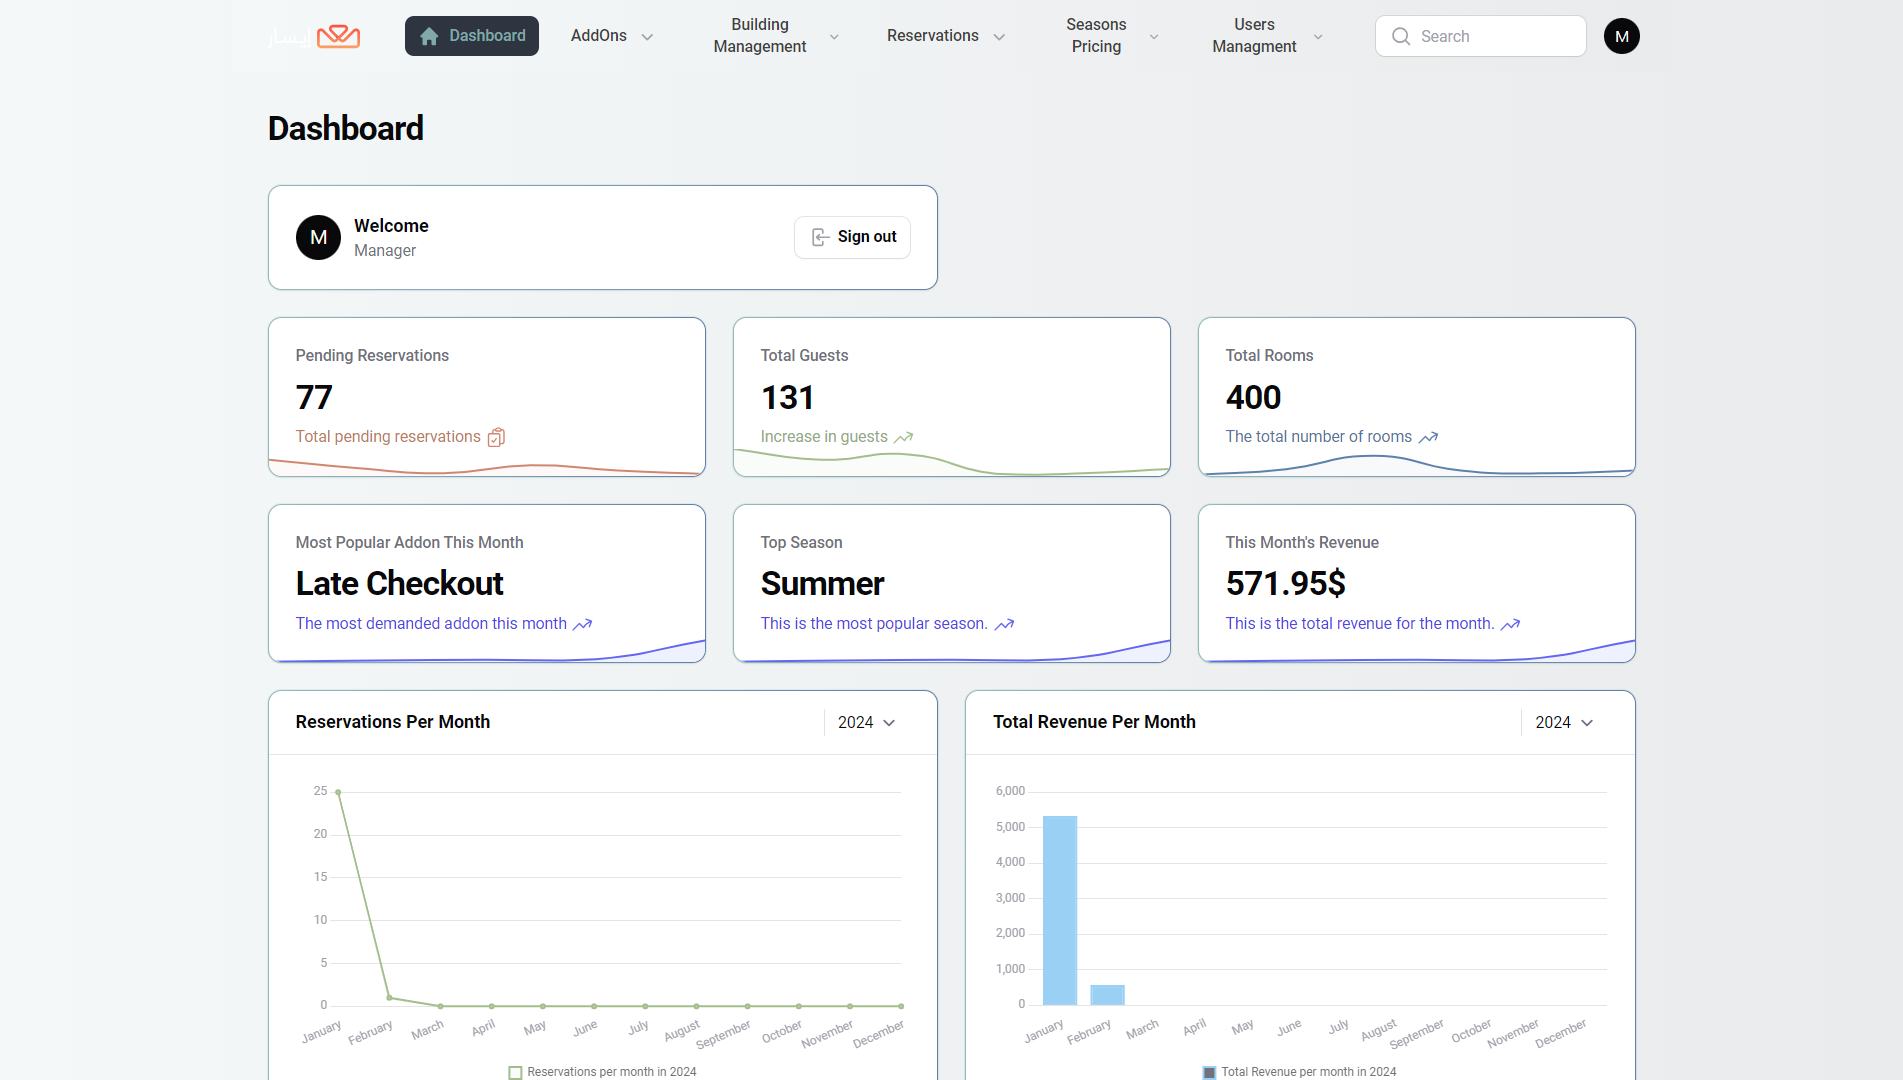 إيسار
Dashboard
AddOns
Building
Management
Reservations
Seasons
Pricing
Users
Managment
Search
M
Dashboard
M
Welcome
Manager
Sign out
Pending Reservations
77
Total pending reservations
Total Guests
131
Increase in guests
Total Rooms
400
The total number of rooms
Most Popular Addon This Month
Late Checkout
The most demanded addon this month
Top Season
Summer
This is the most popular season.
This Month's Revenue
571.95$
This is the total revenue for the month.
Reservations Per Month
2024
25
20
15
10
5
0
January
February
March
April
May
June
July
August
September
October
November
December
Reservations per month in 2024
Total Revenue Per Month
2024
6,000
5,000
4,000
3,000
2,000
1,000
0
January
February
March
April
May
June
July
August
September
October
November
December
Total Revenue per month in 2024